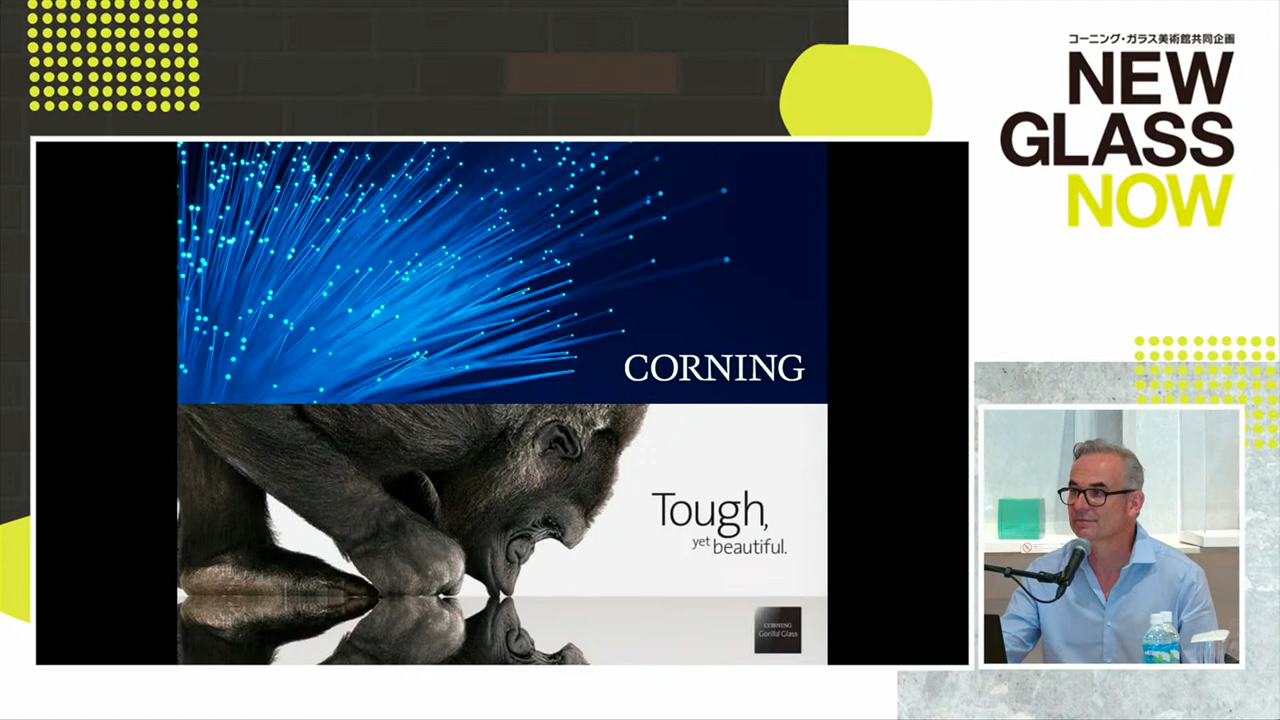 コーニング・ガラス美術館共同企画
NEW
GLASS
NOW
CORNING
Tough,
yet beautiful.
CORNING
Gorilla Glass